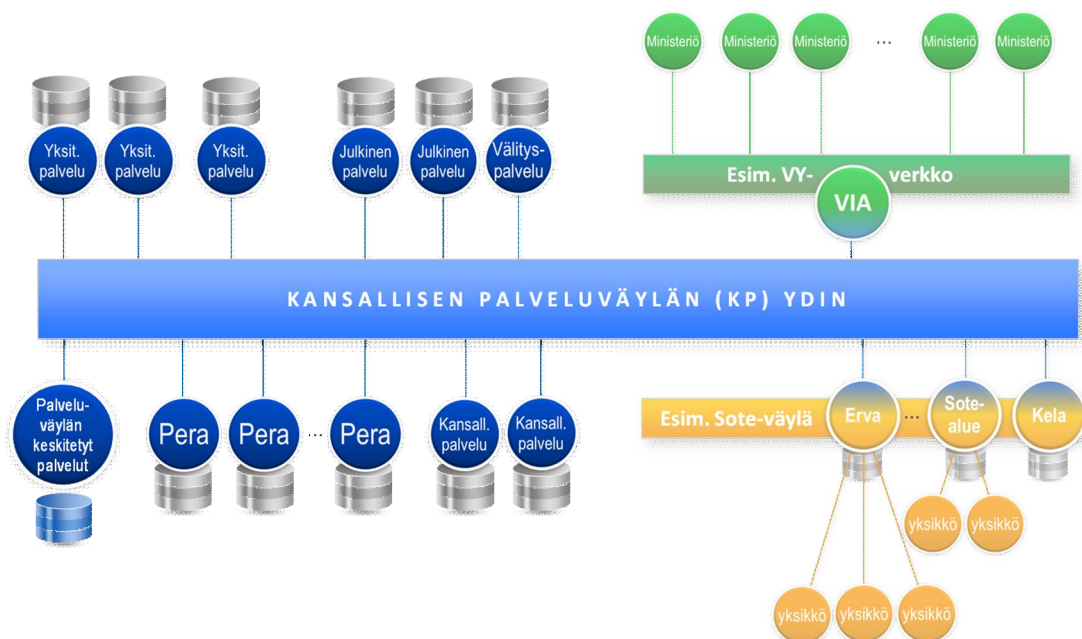 Ministeriö
Ministeriö
Ministeriö
...
Ministeriö
Ministeriö
Yksit.
palvelu
Yksit.
palvelu
Yksit.
palvelu
Julkinen
palvelu
Julkinen
palvelu
Välitys-
palvelu
Esim. VY- verkko
VIA
KANSALLISEN PALVELUVÄYLÄN (KP) YDIN
Palvelu-
väylän
keskitetyt
palvelut
Pera
Pera
...
Pera
Kansall.
palvelu
Kansall.
palvelu
Esim. Sote-väylä
Erva
...
Sote-
alue
Kela
yksikkö
yksikkö
yksikkö
yksikkö
yksikkö